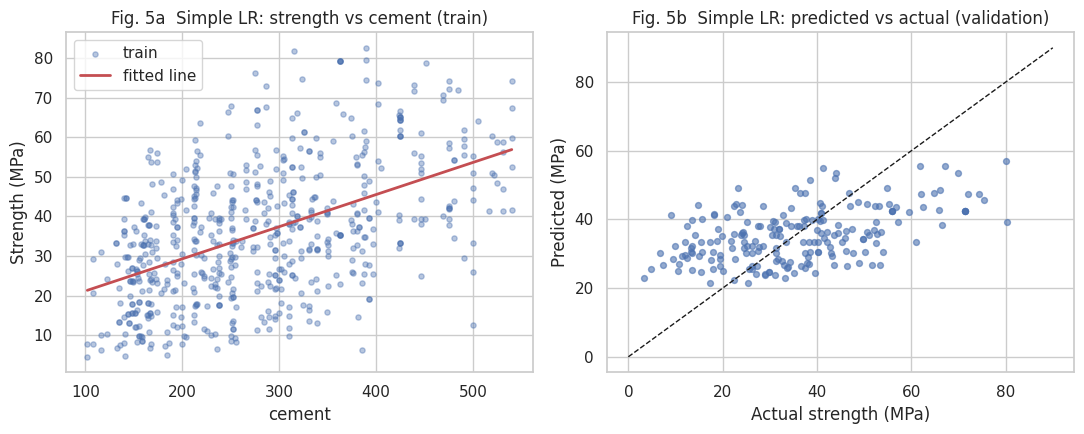 Fig. 5a  Simple LR: strength vs cement (train)
train
fitted line
Strength (MPa)
80
70
60
50
40
30
20
10
100
200
300
400
500
cement
Fig. 5b  Simple LR: predicted vs actual (validation)
Predicted (MPa)
80
60
40
20
0
0
20
40
60
80
Actual strength (MPa)